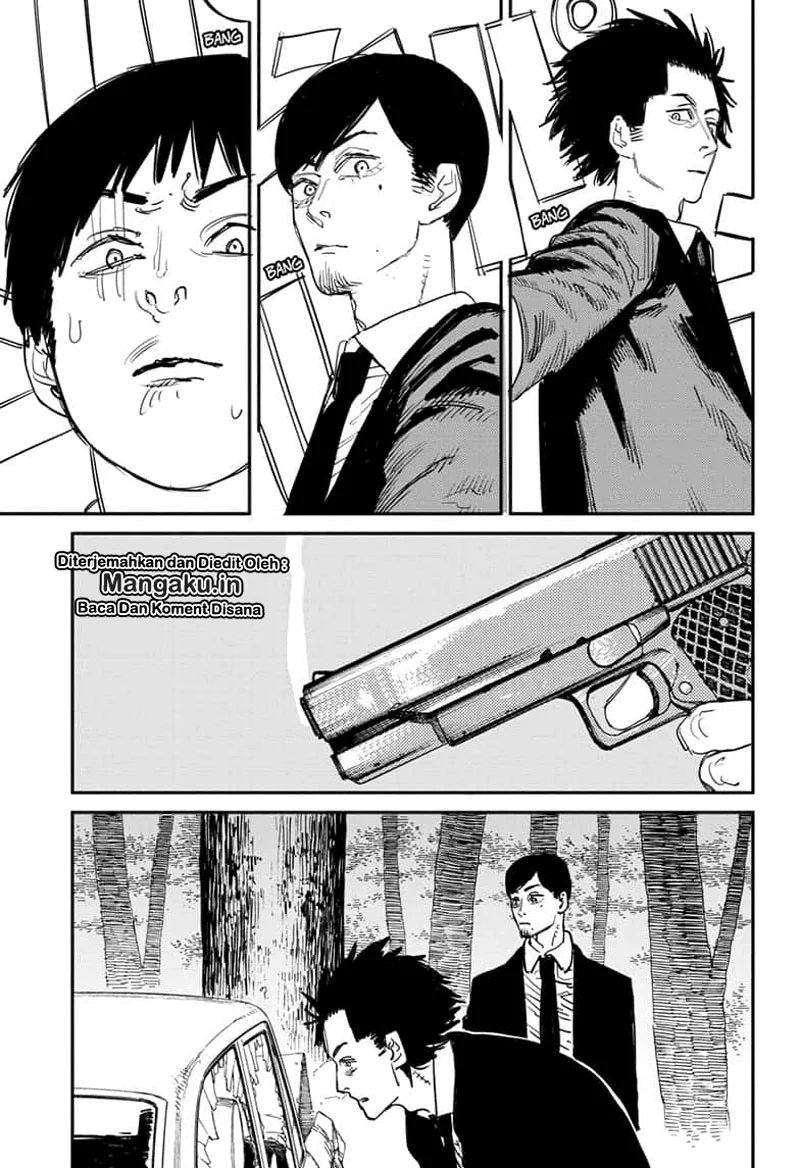 BANG
BANG
BANG
Diterjemahkan dan Diedit Oleh :
Mangaku.in
Baca Dan Koment Disana